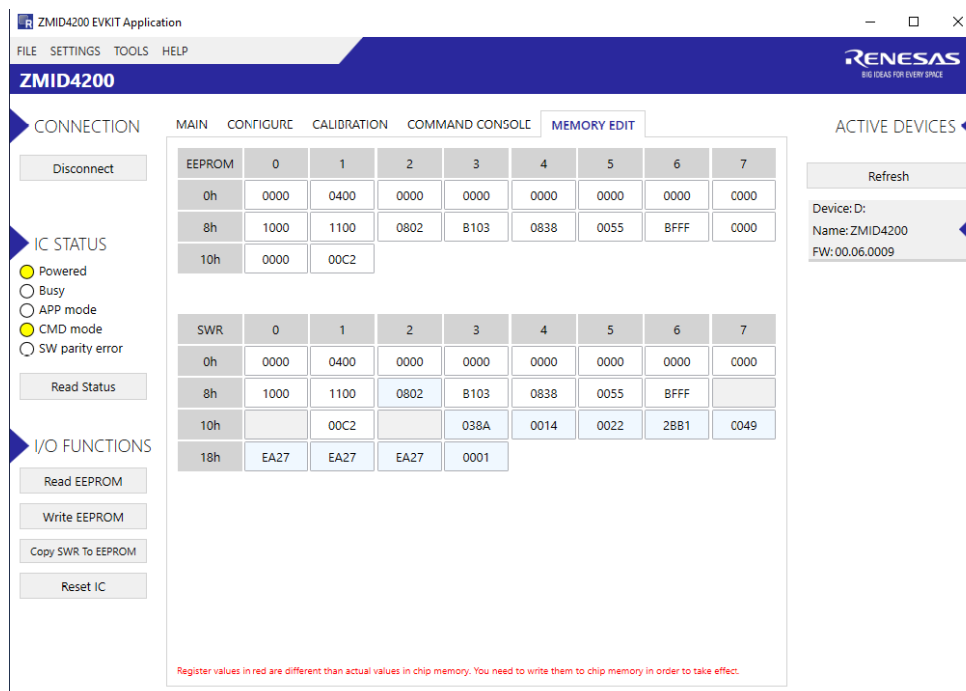 ZMID4200 EVKIT Application
FILE SETTINGS TOOLS HELP
RENESAS
BIG IDEAS FOR EVERY SPACE
ZMID4200
CONNECTION
Disconnect
IC STATUS
Powered
Busy
APP mode
CMD mode
SW parity error
Read Status
I/O FUNCTIONS
Read EEPROM
Write EEPROM
Copy SWR To EEPROM
Reset IC
MAIN CONFIGURE CALIBRATION COMMAND CONSOLE MEMORY EDIT
EEPROM 0 1 2 3 4 5 6 7
0h 0000 0400 0000 0000 0000 0000 0000 0000
8h 1000 1100 0802 B103 0838 0055 BFFF 0000
10h 0000 00C2
SWR 0 1 2 3 4 5 6 7
0h 0000 0400 0000 0000 0000 0000 0000 0000
8h 1000 1100 0802 B103 0838 0055 BFFF
10h 00C2 038A 0014 0022 2BB1 0049
18h EA27 EA27 EA27 0001
Register values in red are different than actual values in chip memory. You need to write them to chip memory in order to take effect.
ACTIVE DEVICES
Refresh
Device: D:
Name: ZMID4200
FW: 00.06.0009